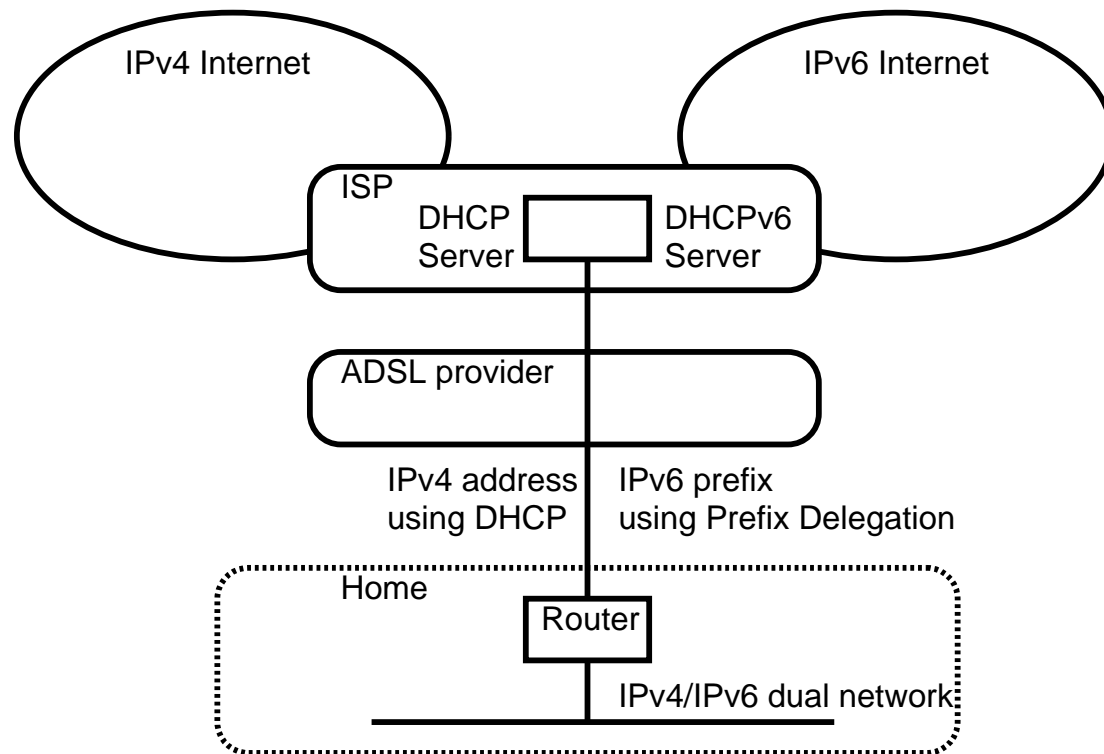 IPv4 Internet
IPv6 Internet
ISP
DHCP
Server
DHCPv6
Server
ADSL provider
IPv4 address
using DHCP
IPv6 prefix
using Prefix Delegation
Home
Router
IPv4/IPv6 dual network